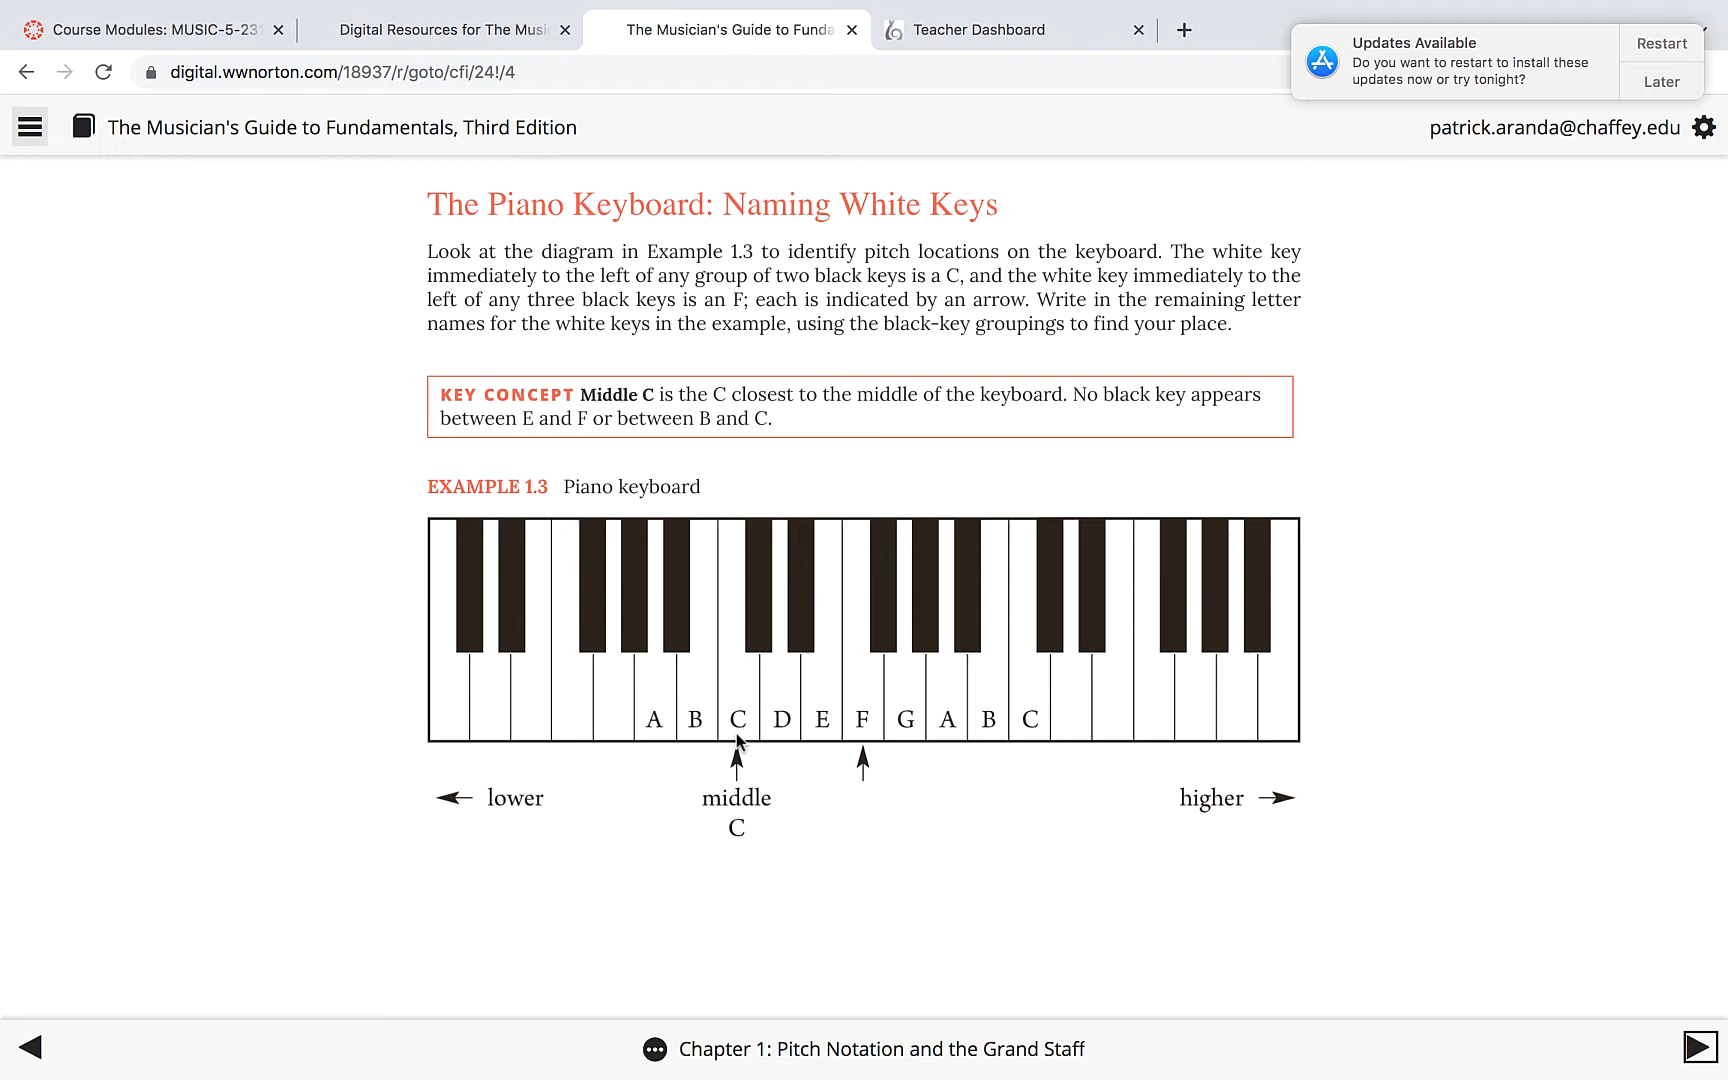 Course Modules: MUSIC-5-231
Digital Resources for The Musi
The Musician's Guide to Funda
Teacher Dashboard
digital.wwnorton.com/18937/r/goto/cfi/24!/4
Updates Available
Do you want to restart to install these
updates now or try tonight?
Restart
Later
The Musician's Guide to Fundamentals, Third Edition
patrick.aranda@chaffey.edu
The Piano Keyboard: Naming White Keys
Look at the diagram in Example 1.3 to identify pitch locations on the keyboard. The white key
immediately to the left of any group of two black keys is a C, and the white key immediately to the
left of any three black keys is an F; each is indicated by an arrow. Write in the remaining letter
names for the white keys in the example, using the black-key groupings to find your place.
KEY CONCEPT Middle C is the C closest to the middle of the keyboard. No black key appears
between E and F or between B and C.
EXAMPLE 1.3 Piano keyboard
A B C D E F G A B C
lower
middle
C
higher
Chapter 1: Pitch Notation and the Grand Staff